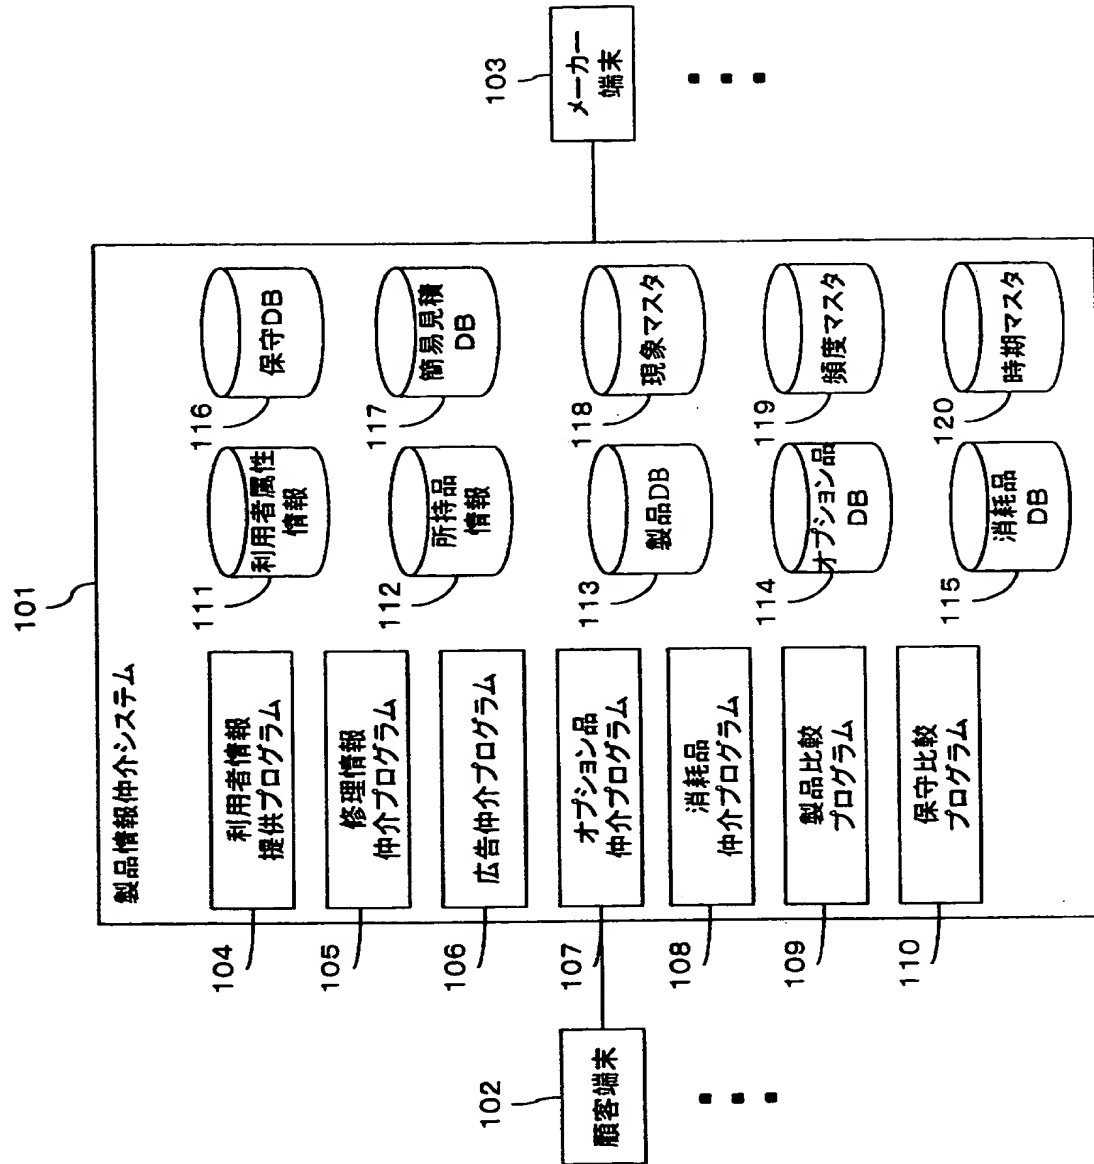 101
製品情報仲介システム
102
顧客端末
103
メーカー
端末
104
利用者情報
提供プログラム
105
修理情報
仲介プログラム
106
広告仲介プログラム
107
オプション品
仲介プログラム
108
消耗品
仲介プログラム
109
製品比較
プログラム
110
保守比較
プログラム
111
利用者属性
情報
112
所持品
情報
113
製品DB
114
オプション品
DB
115
消耗品
DB
116
保守DB
117
簡易見積
DB
118
現象マスタ
119
頻度マスタ
120
時期マスタ